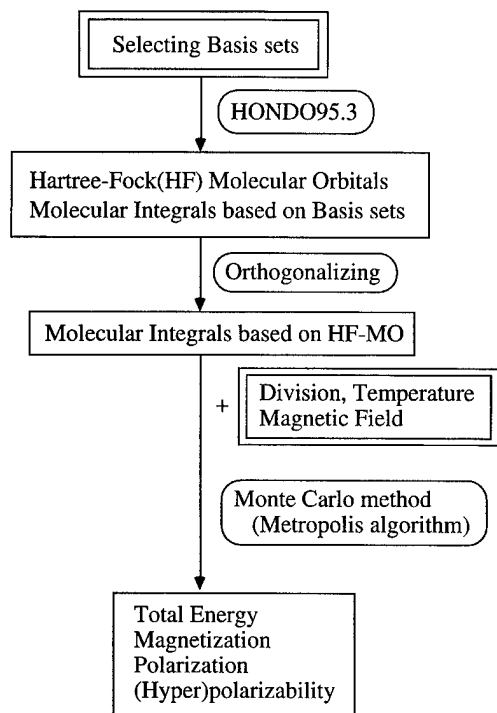 Selecting Basis sets
HONDO95.3
Hartree-Fock(HF) Molecular Orbitals
Molecular Integrals based on Basis sets
Orthogonalizing
Molecular Integrals based on HF-MO
+
Division, Temperature
Magnetic Field
Monte Carlo method
(Metropolis algorithm)
Total Energy
Magnetization
Polarization
(Hyper)polarizability